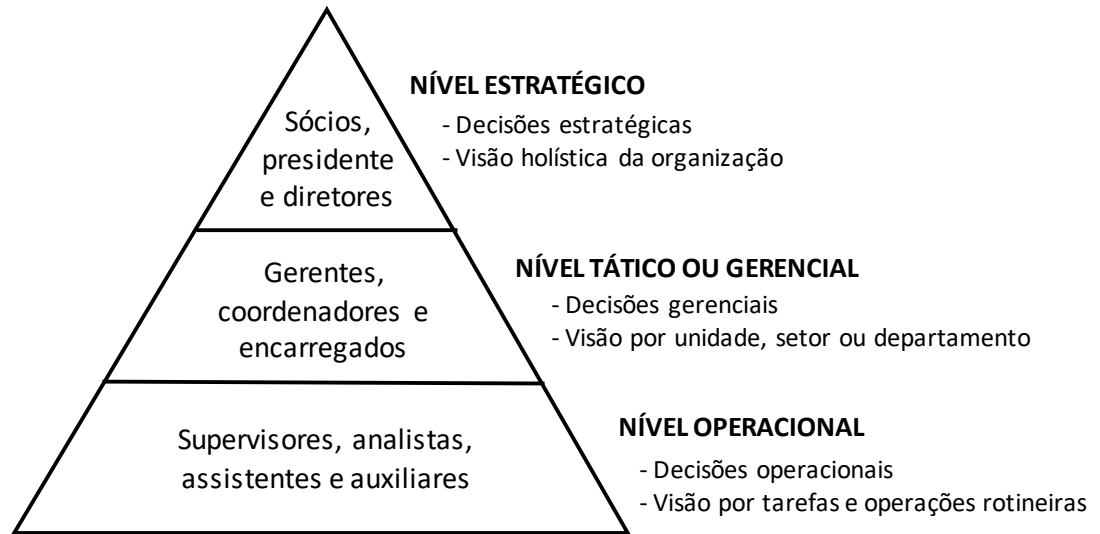 NÍVEL ESTRATÉGICO
- Decisões estratégicas
- Visão holística da organização
Sócios,
presidente
e diretores
NÍVEL TÁTICO OU GERENCIAL
- Decisões gerenciais
- Visão por unidade, setor ou departamento
Gerentes,
coordenadores e
encarregados
NÍVEL OPERACIONAL
- Decisões operacionais
- Visão por tarefas e operações rotineiras
Supervisores, analistas,
assistentes e auxiliares